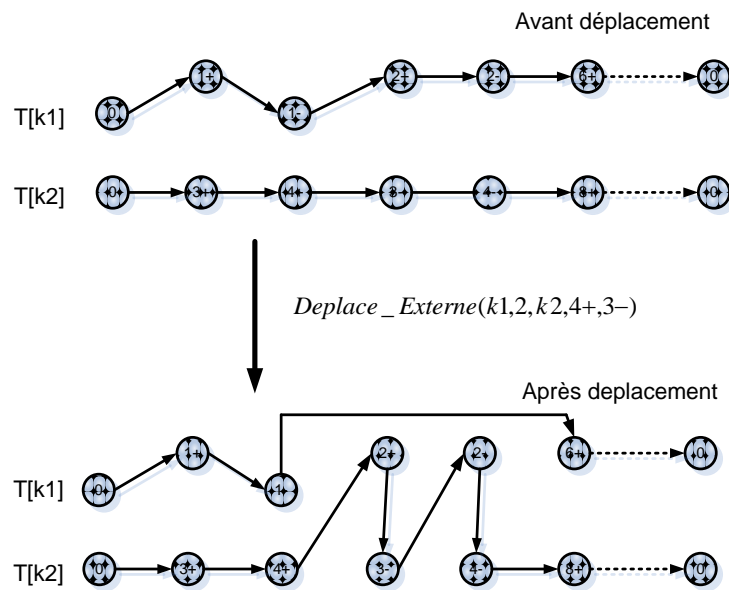 Avant déplacement
T[k1] 0 1+ 1- 2+ 2- 6+ 0
T[k2] 0 3+ 4+ 3- 4- 8+ 0
Deplace_Externe(k1,2,k2,4+,3−)
Après deplacement
T[k1] 0 1+ 1- 2+ 2- 6+ 0
T[k2] 0 3+ 4+ 3- 4- 8+ 0